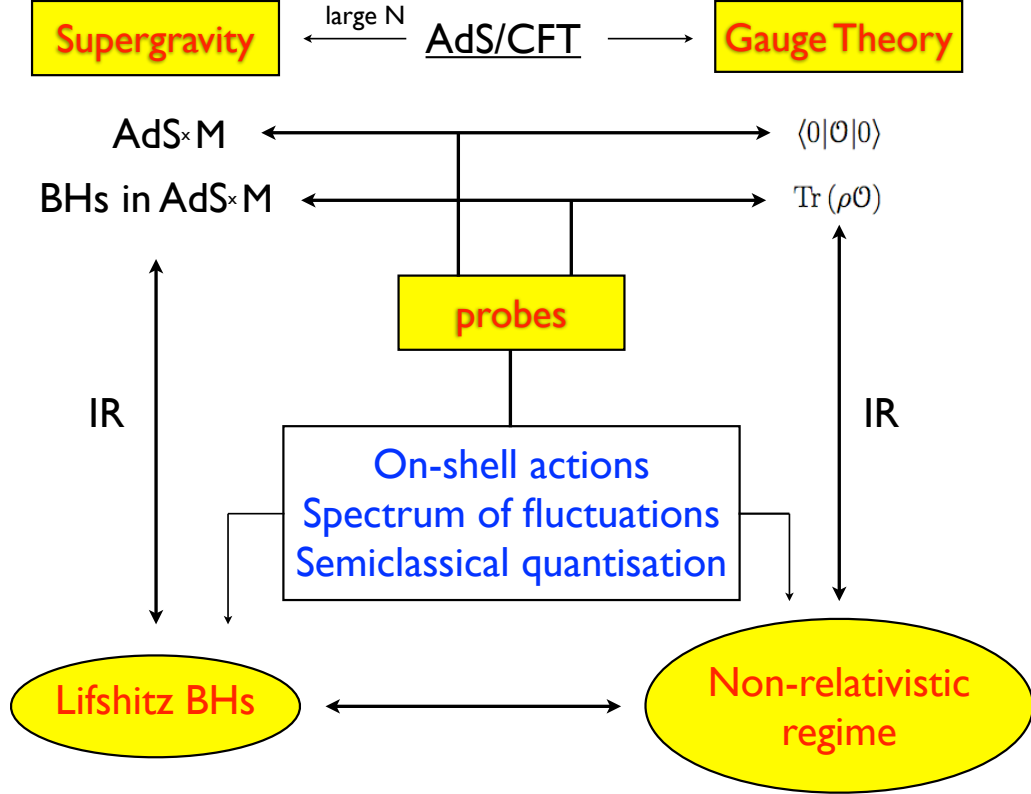 large N
Supergravity
AdS/CFT
Gauge Theory
AdS×M
⟨0|𝒪|0⟩
BHs in AdS×M
Tr (ρ𝒪)
probes
IR
IR
On-shell actions
Spectrum of fluctuations
Semiclassical quantisation
Lifshitz BHs
Non-relativistic
regime